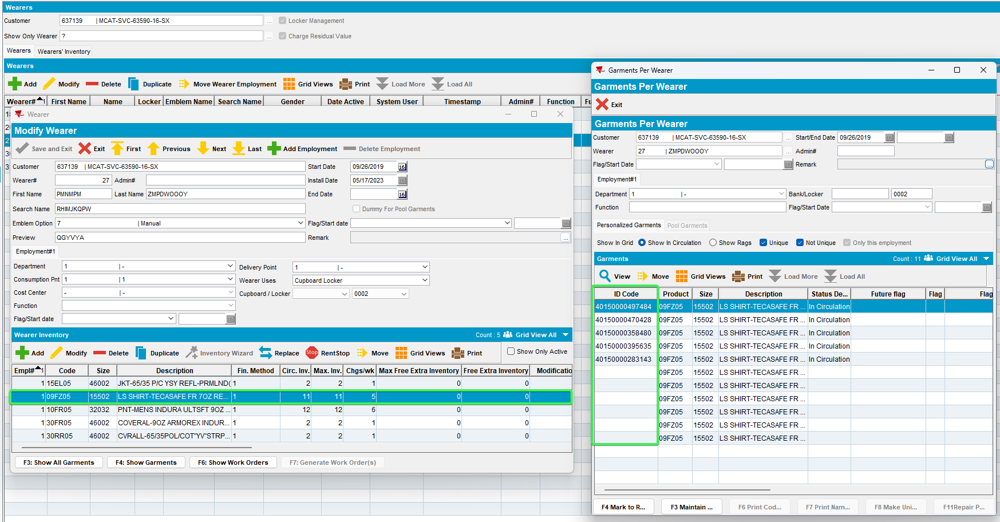 Wearers
Customer 637139 | MCAT-SVC-63590-16-SX ... Locker Management
Show Only Wearer ? ... Charge Residual Value
Wearers Wearers' Inventory
Wearers
Add Modify Delete Duplicate Move Wearer Employment Grid Views Print Load More Load All
Wearer# 1 First Name Name Locker Emblem Name Search Name Gender Date Active System User Timestamp Admin# Function
Wearer
Modify Wearer
Save and Exit Exit First Previous Next Last Add Employment Delete Employment
Customer 637139 | MCAT-SVC-63590-16-SX Start Date 09/26/2019 16
Wearer# 27 Admin# Install Date 05/17/2023 16
First Name PMNMPM Last Name ZMPDWOOOY End Date 16
Search Name RHIMJKQPW Dummy For Pool Garments
Emblem Option 7 | Manual Flag/Start date 16
Preview QGYVYA Remark ...
Employment#1
Department 1 | - Delivery Point 1 | -
Consumption Pnt 1 | 1 Wearer Uses Cupboard Locker
Cost Center - | - Cupboard / Locker 0002
Function
Flag/Start date 16
Wearer Inventory Count : 5 Grid View All
Add Modify Delete Duplicate Inventory Wizard Replace Stop RentStop Move Grid Views Print Show Only Active
Empl# 1 Code Size Description Fin. Method Circ. Inv. Max. Inv. Chgs/wk Max Free Extra Inventory Free Extra Inventory Modificatio
1 15EL05 46002 JKT-65/35 P/C YSY REFL-PRMLND( 1 2 2 1 0 0
1 09FZ05 15502 LS SHIRT-TECASAFE FR 7OZ RE... 1 11 11 5 0 0
1 10FR05 32032 PNT-MENS INDURA ULTSFT 9OZ ... 1 12 12 6 0 0
1 30FR05 46002 COVERAL-9OZ ARMOREX INDUR... 1 2 2 1 0 0
1 30RR05 46002 CVRALL-65/35POL/COT"YV"STRP... 1 2 2 1 0 0
F3: Show All Garments F4: Show Garments F6: Show Work Orders F7: Generate Work Order(s)
Garments Per Wearer
Garments Per Wearer
Exit
Garments Per Wearer
Customer 637139 | MCAT-SVC-63590-16-SX ... Start/End Date 09/26/2019 16 16
Wearer 27 | ZMPDWOOOY ... Admin#
Flag/Start Date 16 Remark ...
Employment#1
Department 1 | - Bank/Locker 0002
Function Flag/Start Date 16
Personalized Garments Pool Garments
Show In Grid Show In Circulation Show Rags Unique Not Unique Only this employment
Garments Count : 11 Grid View All
View Move Grid Views Print Load More Load All
ID Code Product Size Description Status De... Future flag Flag Flag
40150000497484 09FZ05 15502 LS SHIRT-TECASAFE FR ... In Circulation
40150000470428 09FZ05 15502 LS SHIRT-TECASAFE FR ... In Circulation
40150000358480 09FZ05 15502 LS SHIRT-TECASAFE FR ... In Circulation
40150000395635 09FZ05 15502 LS SHIRT-TECASAFE FR ... In Circulation
40150000283143 09FZ05 15502 LS SHIRT-TECASAFE FR ... In Circulation
09FZ05 15502 LS SHIRT-TECASAFE FR ...
09FZ05 15502 LS SHIRT-TECASAFE FR ...
09FZ05 15502 LS SHIRT-TECASAFE FR ...
09FZ05 15502 LS SHIRT-TECASAFE FR ...
09FZ05 15502 LS SHIRT-TECASAFE FR ...
09FZ05 15502 LS SHIRT-TECASAFE FR ...
F4 Mark to R... F3 Maintain ... F6 Print Cod... F7 Print Nam... F8 Make Uni... F11Repair P...